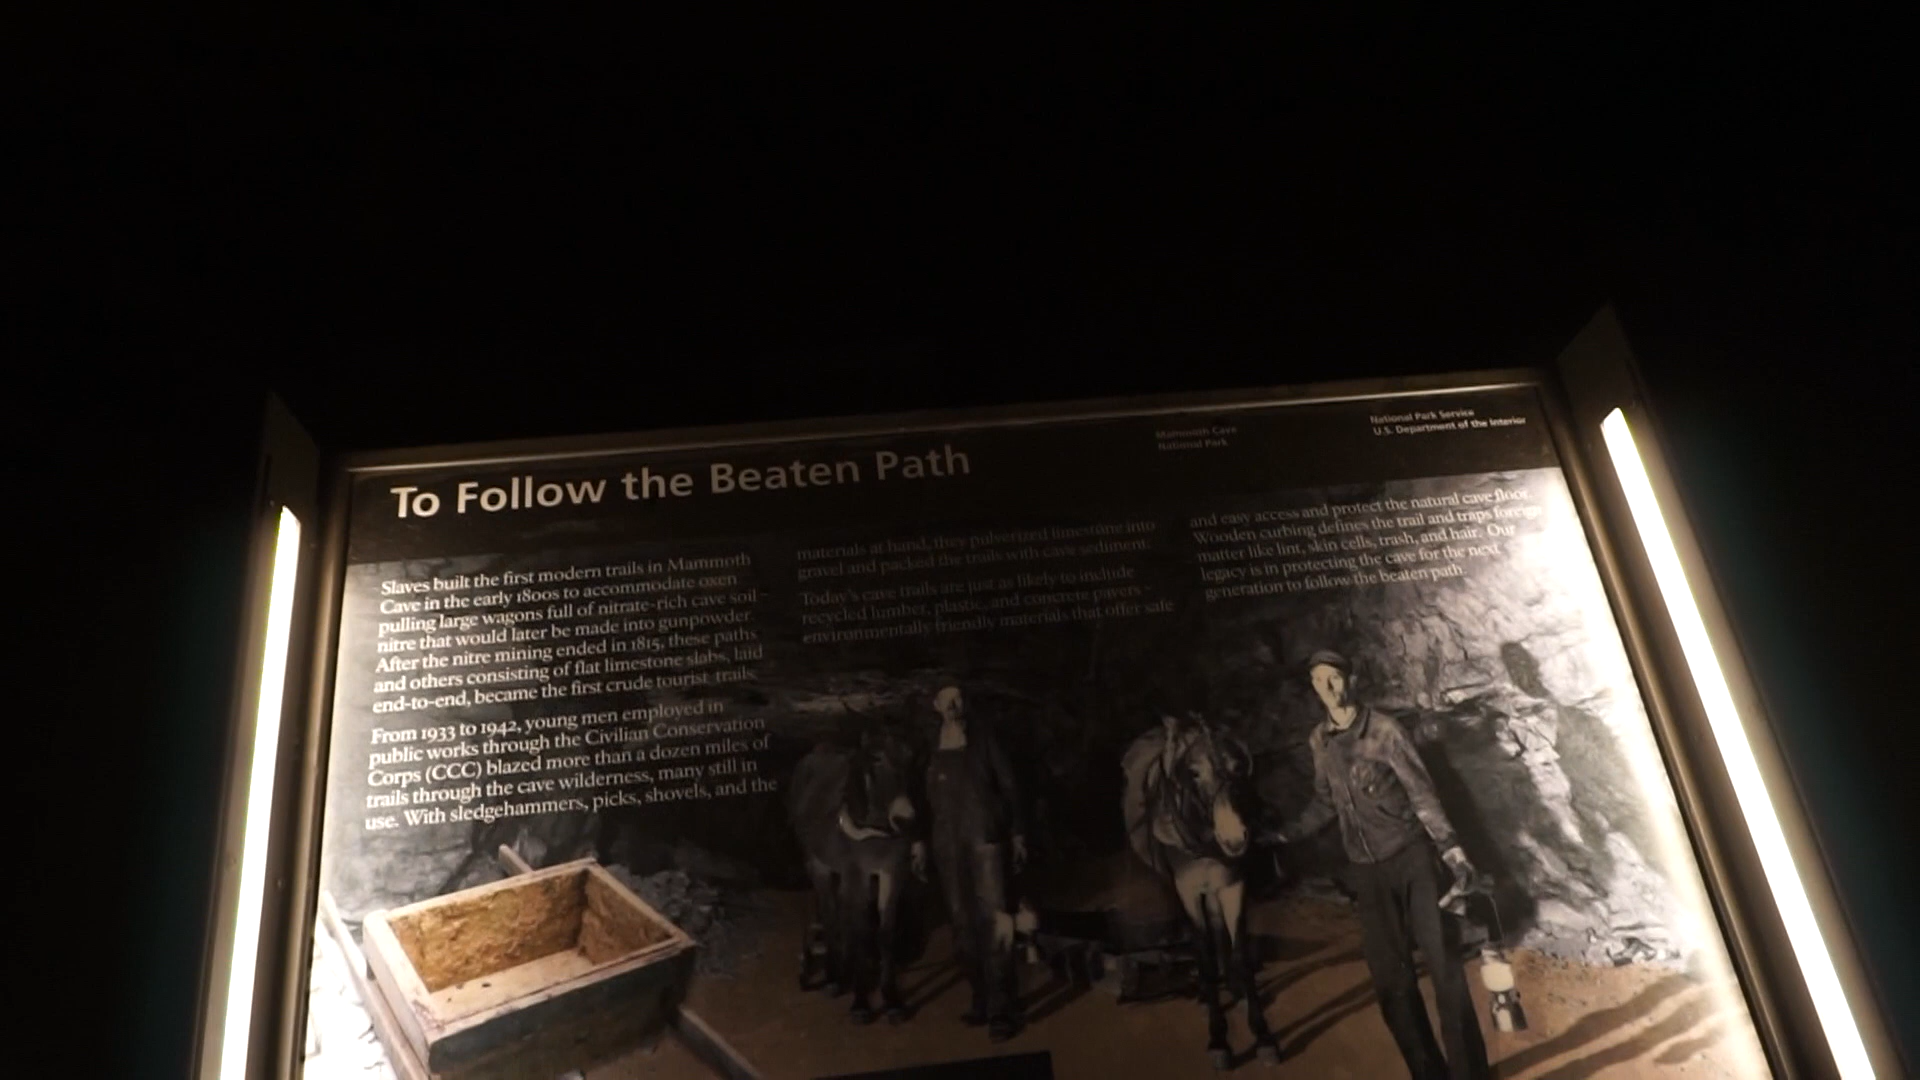 To Follow the Beaten Path
Mammoth Cave
National Park
National Park Service
U.S. Department of the Interior
Slaves built the first modern trails in Mammoth
Cave in the early 1800s to accommodate oxen
pulling large wagons full of nitrate-rich cave soil -
nitre that would later be made into gunpowder.
After the nitre mining ended in 1815, these paths
and others consisting of flat limestone slabs, laid
end-to-end, became the first crude tourist trails.
From 1933 to 1942, young men employed in
public works through the Civilian Conservation
Corps (CCC) blazed more than a dozen miles of
trails through the cave wilderness, many still in
use. With sledgehammers, picks, shovels, and the
materials at hand, they pulverized limestone into
gravel and packed the trails with cave sediment.
Today's cave trails are just as likely to include
recycled lumber, plastic, and concrete pavers -
environmentally friendly materials that offer safe
and easy access and protect the natural cave floor.
Wooden curbing defines the trail and traps foreign
matter like lint, skin cells, trash, and hair. Our
legacy is in protecting the cave for the next
generation to follow the beaten path.